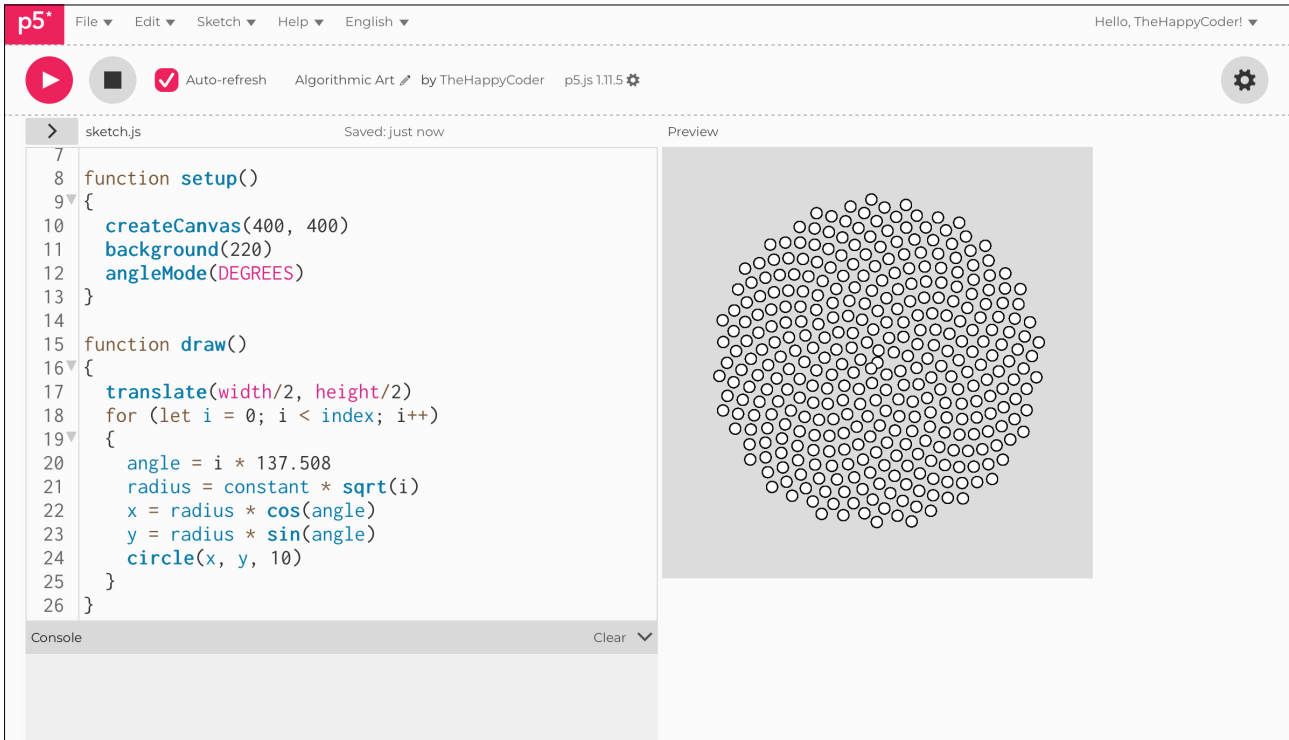 p5* File Edit Sketch Help English Hello, TheHappyCoder!
Auto-refresh Algorithmic Art by TheHappyCoder p5.js 1.11.5
sketch.js Saved: just now Preview
7
8 function setup()
9 {
10 createCanvas(400, 400)
11 background(220)
12 angleMode(DEGREES)
13 }
14
15 function draw()
16 {
17 translate(width/2, height/2)
18 for (let i = 0; i < index; i++)
19 {
20 angle = i * 137.508
21 radius = constant * sqrt(i)
22 x = radius * cos(angle)
23 y = radius * sin(angle)
24 circle(x, y, 10)
25 }
26 }
Console Clear